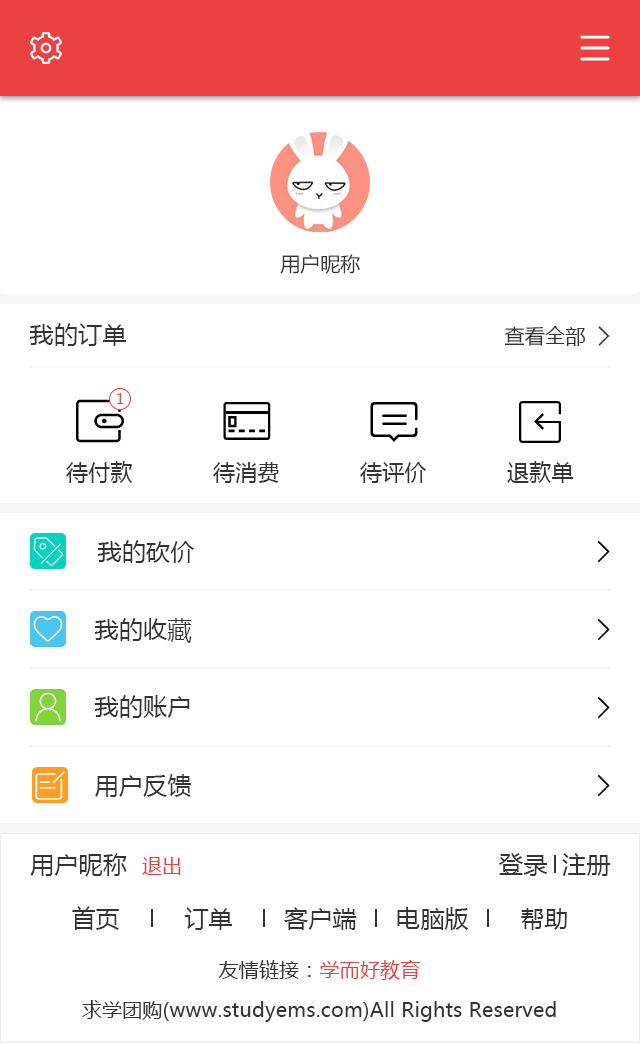 用户昵称
我的订单 查看全部
1
待付款 待消费 待评价 退款单
我的砍价
我的收藏
我的账户
用户反馈
用户昵称 退出 登录 | 注册
首页 | 订单 | 客户端 | 电脑版 | 帮助
友情链接：学而好教育
求学团购(www.studyems.com)All Rights Reserved